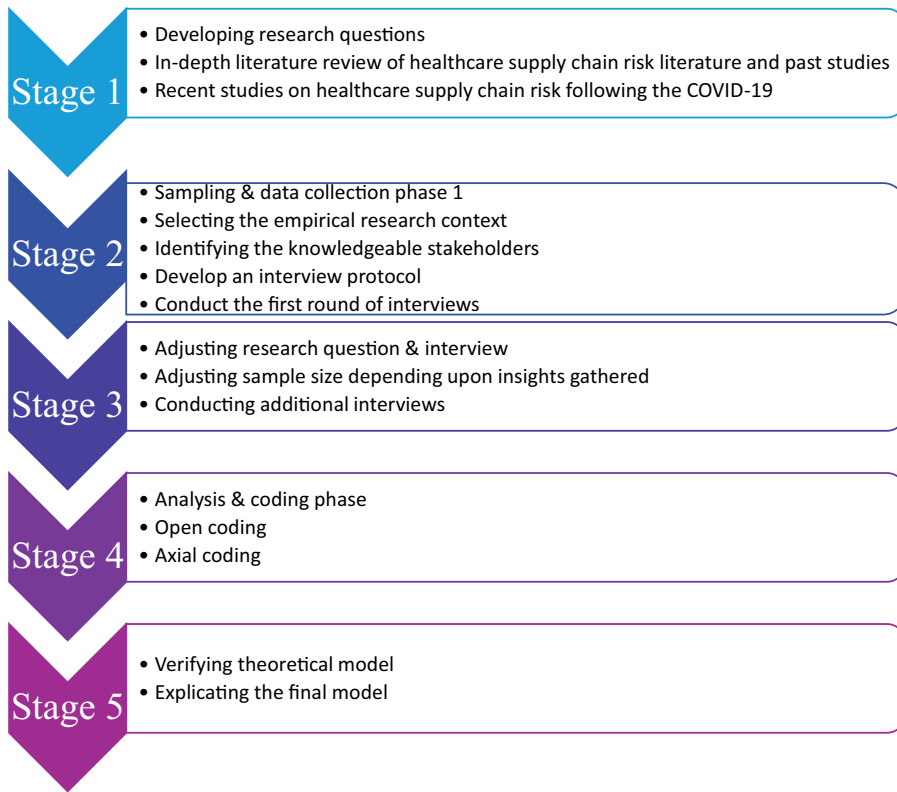 Stage 1
• Developing research questions
• In-depth literature review of healthcare supply chain risk literature and past studies
• Recent studies on healthcare supply chain risk following the COVID-19
Stage 2
• Sampling & data collection phase 1
• Selecting the empirical research context
• Identifying the knowledgeable stakeholders
• Develop an interview protocol
• Conduct the first round of interviews
Stage 3
• Adjusting research question & interview
• Adjusting sample size depending upon insights gathered
• Conducting additional interviews
Stage 4
• Analysis & coding phase
• Open coding
• Axial coding
Stage 5
• Verifying theoretical model
• Explicating the final model